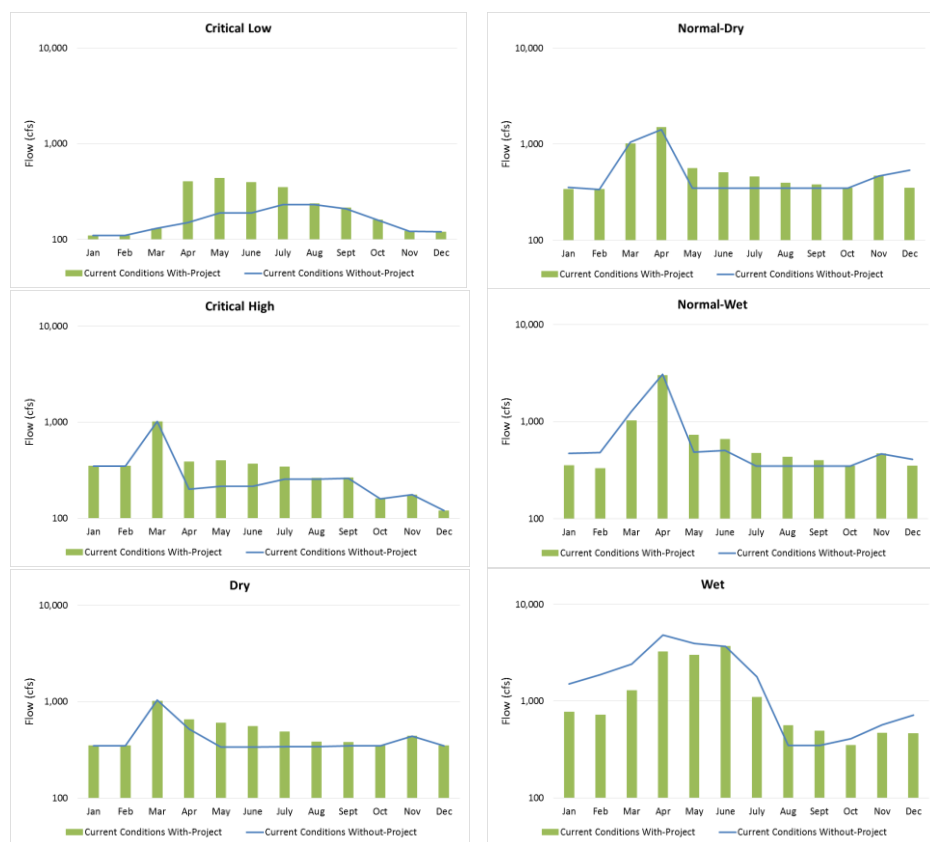 Critical Low
10,000
1,000
100
Flow (cfs)
Jan Feb Mar Apr May June July Aug Sept Oct Nov Dec
Current Conditions With-Project Current Conditions Without-Project
Normal-Dry
10,000
1,000
100
Flow (cfs)
Jan Feb Mar Apr May June July Aug Sept Oct Nov Dec
Current Conditions With-Project Current Conditions Without-Project
Critical High
10,000
1,000
100
Flow (cfs)
Jan Feb Mar Apr May June July Aug Sept Oct Nov Dec
Current Conditions With-Project Current Conditions Without-Project
Normal-Wet
10,000
1,000
100
Flow (cfs)
Jan Feb Mar Apr May June July Aug Sept Oct Nov Dec
Current Conditions With-Project Current Conditions Without-Project
Dry
10,000
1,000
100
Flow (cfs)
Jan Feb Mar Apr May June July Aug Sept Oct Nov Dec
Current Conditions With-Project Current Conditions Without-Project
Wet
10,000
1,000
100
Flow (cfs)
Jan Feb Mar Apr May June July Aug Sept Oct Nov Dec
Current Conditions With-Project Current Conditions Without-Project